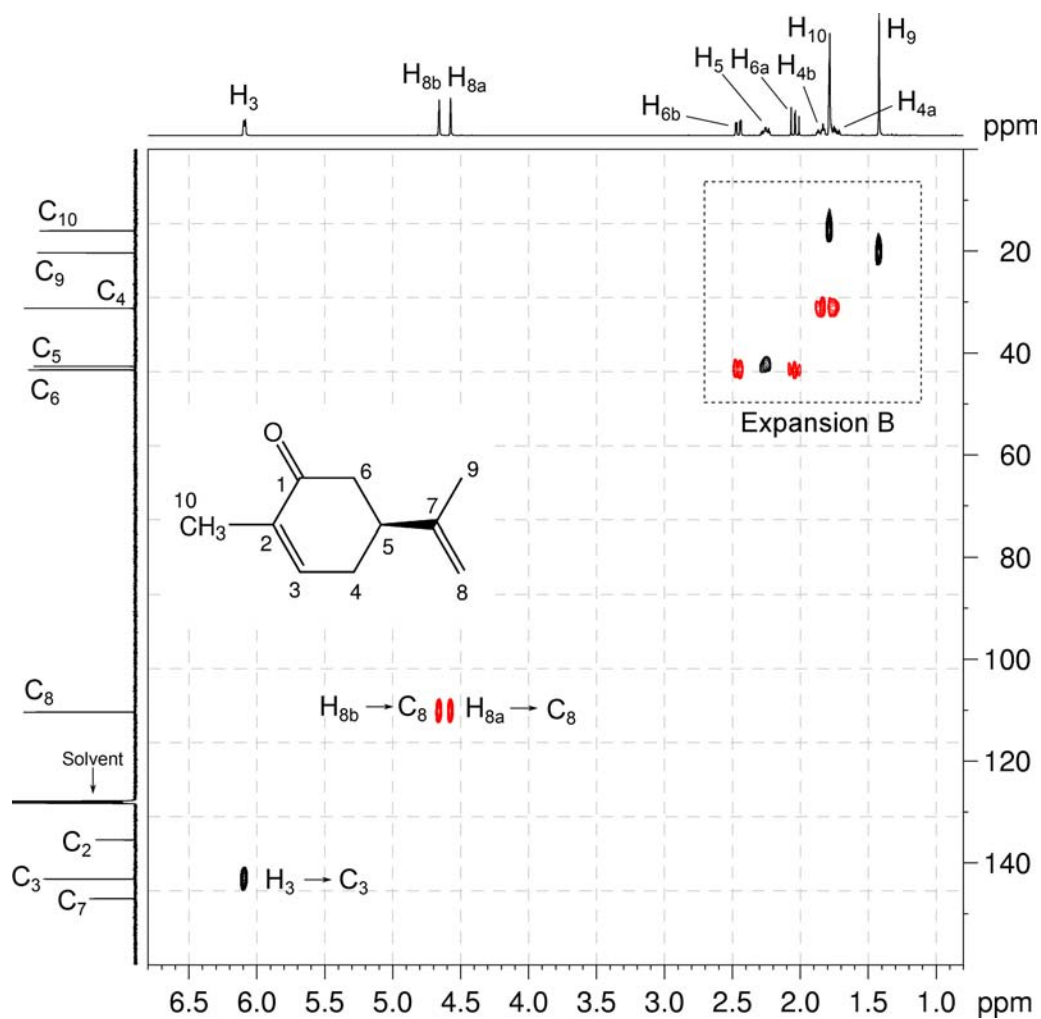 H10
H9
H5
H6a
H4b
H8b H8a
H3
H6b
H4a
ppm
C10
C9
C4
20
C5
40
C6
Expansion B
O
60
6
9
1
10
7
CH3
2
5
80
3
4
8
100
C8
H8b → C8
H8a → C8
Solvent
120
C2
140
C3
H3 → C3
C7
6.5 6.0 5.5 5.0 4.5 4.0 3.5 3.0 2.5 2.0 1.5 1.0 ppm